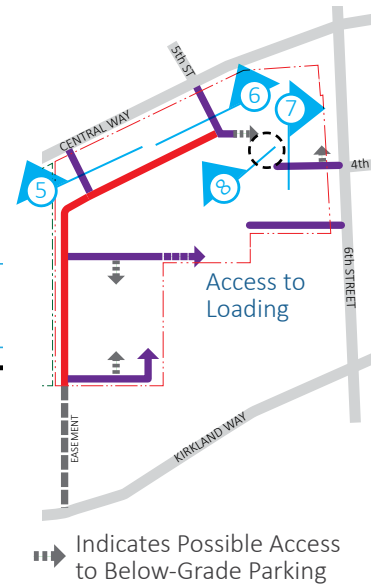 5th ST
CENTRAL WAY
6
7
5
8
4th
6th STREET
Access to
Loading
EASEMENT
KIRKLAND WAY
Indicates Possible Access
to Below-Grade Parking